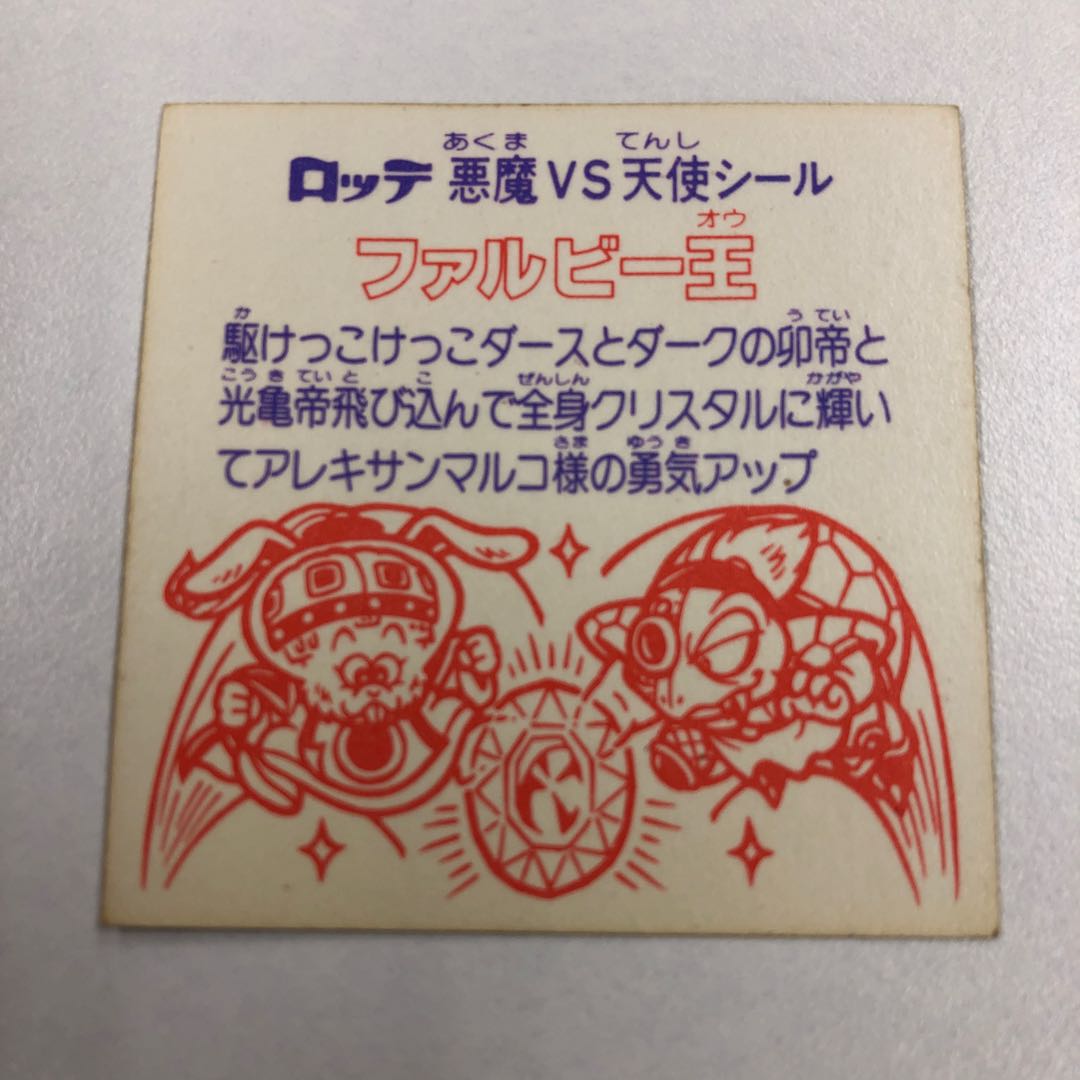 あくま てんし
ロッテ 悪魔VS天使シール
オウ
ファルビー王
か う てい
駆けっこけっこダースとダークの卯帝と
こう き てい と こ ぜんしん かがや
光亀帝飛び込んで全身クリスタルに輝い
さま ゆう き
てアレキサンマルコ様の勇気アップ